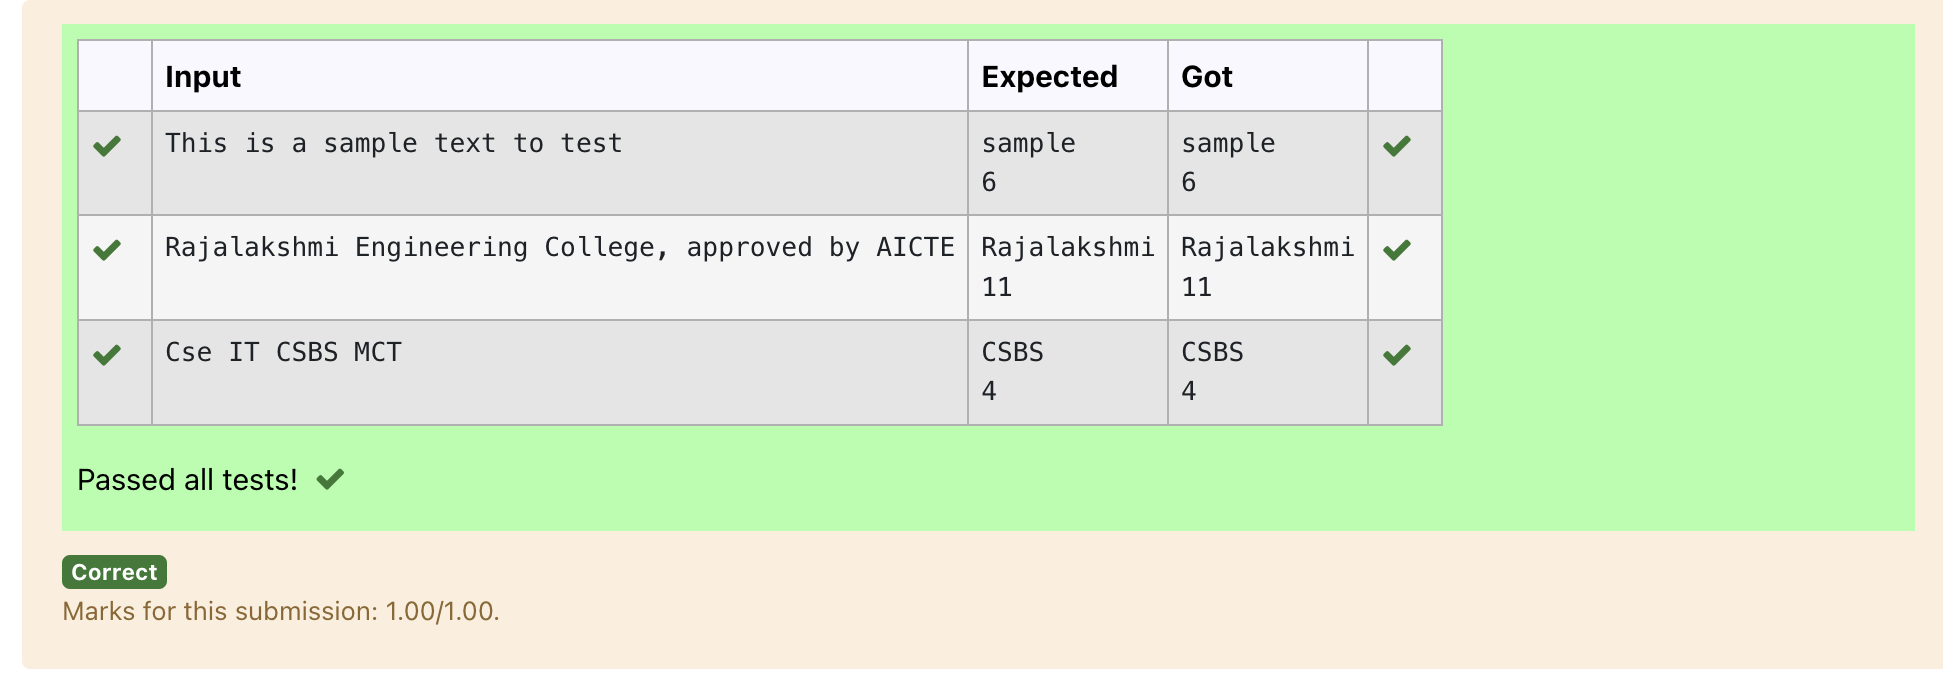 Input Expected Got
This is a sample text to test sample sample
6 6
Rajalakshmi Engineering College, approved by AICTE Rajalakshmi Rajalakshmi
11 11
Cse IT CSBS MCT CSBS CSBS
4 4
Passed all tests!
Correct
Marks for this submission: 1.00/1.00.